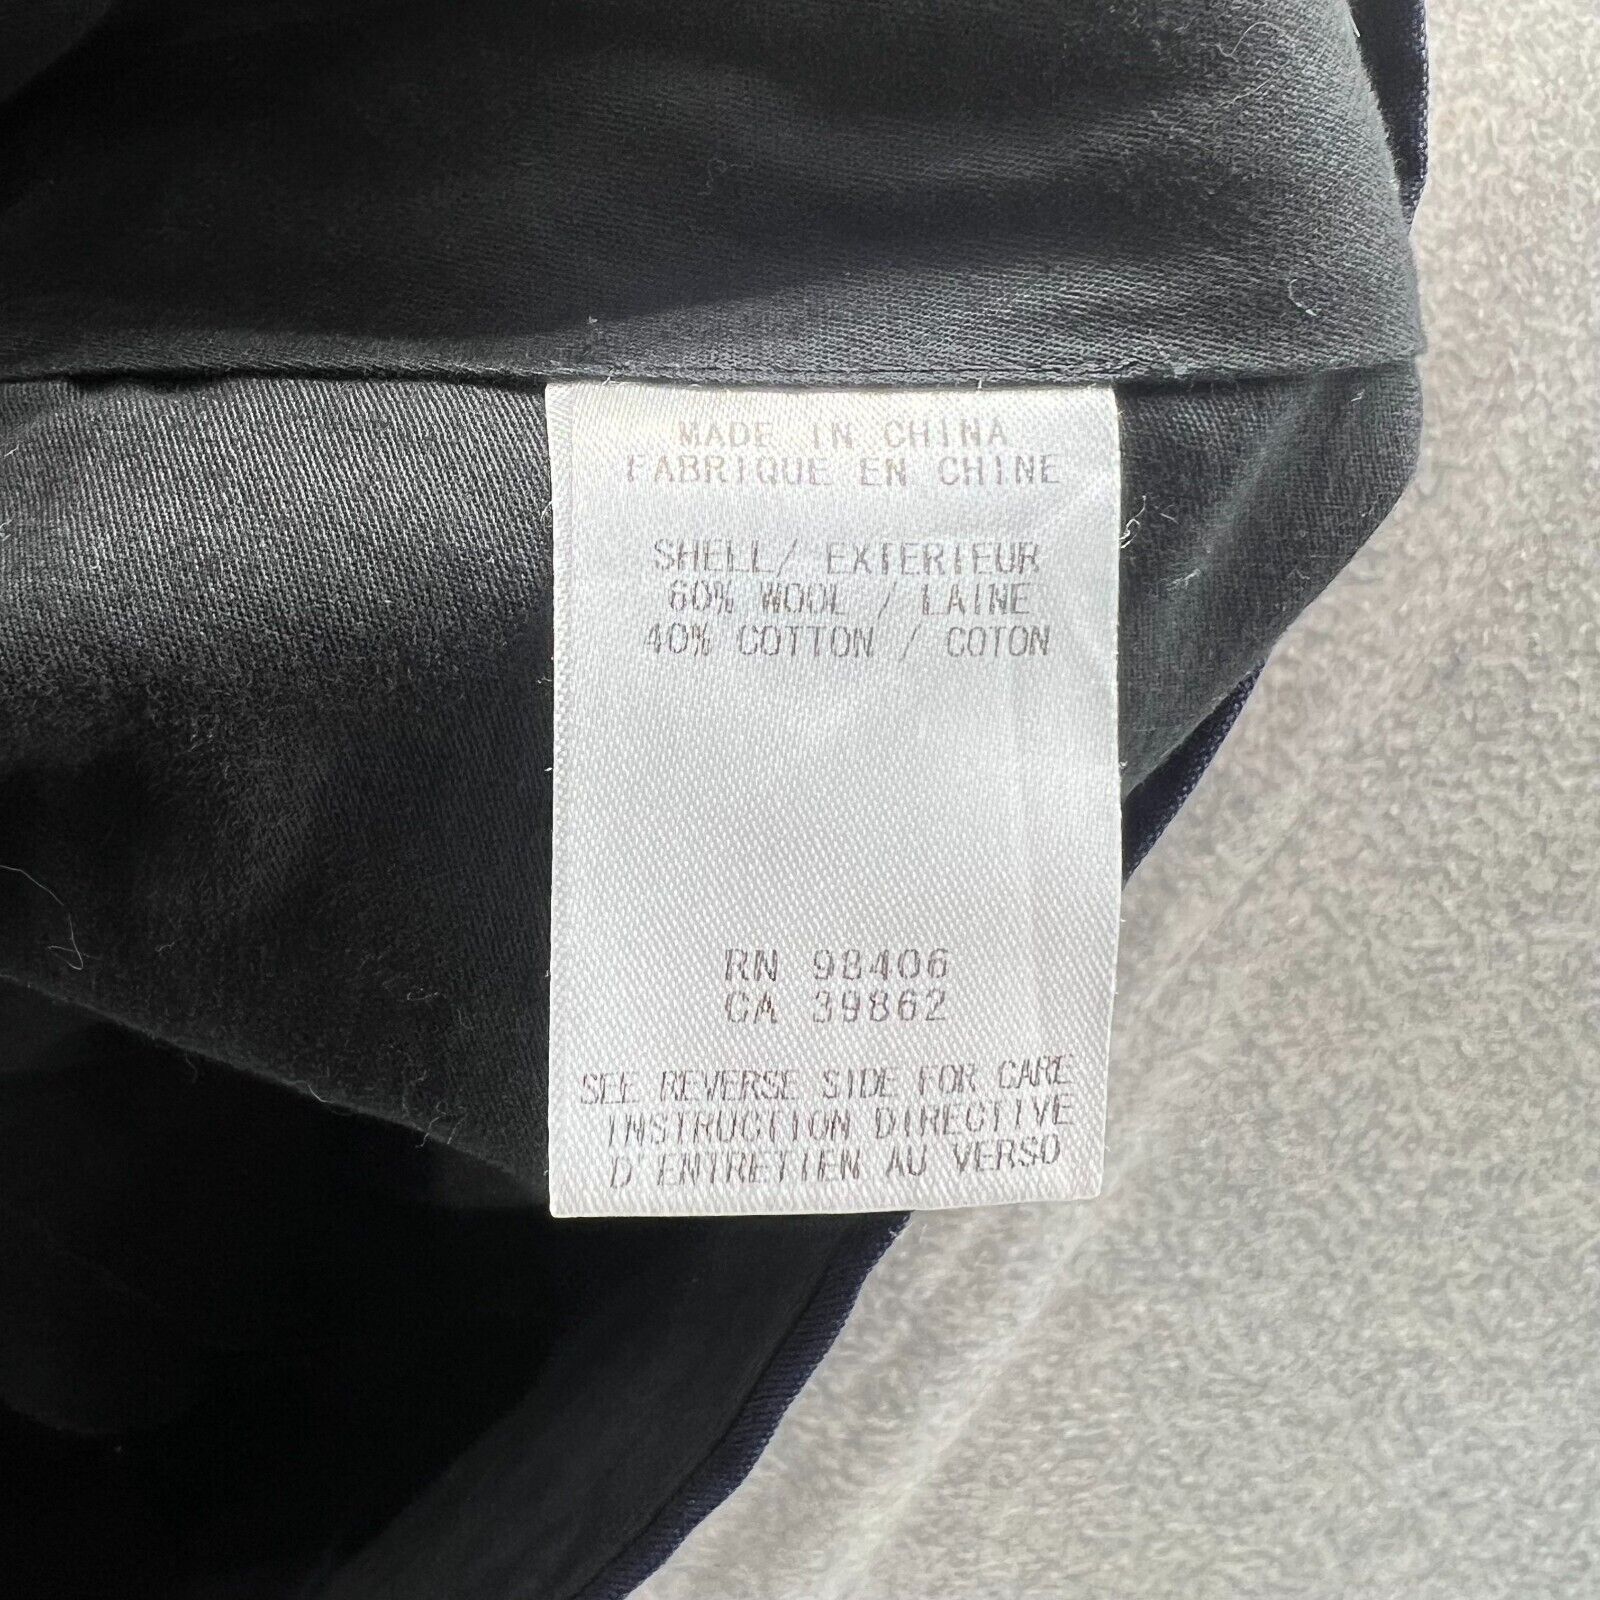 MADE IN CHINA
FABRIQUE EN CHINE
SHELL/ EXTERIEUR
60% WOOL / LAINE
40% COTTON / COTON
RN 98406
CA 39862
SEE REVERSE SIDE FOR CARE
INSTRUCTION DIRECTIVE
D'ENTRETIEN AU VERSO